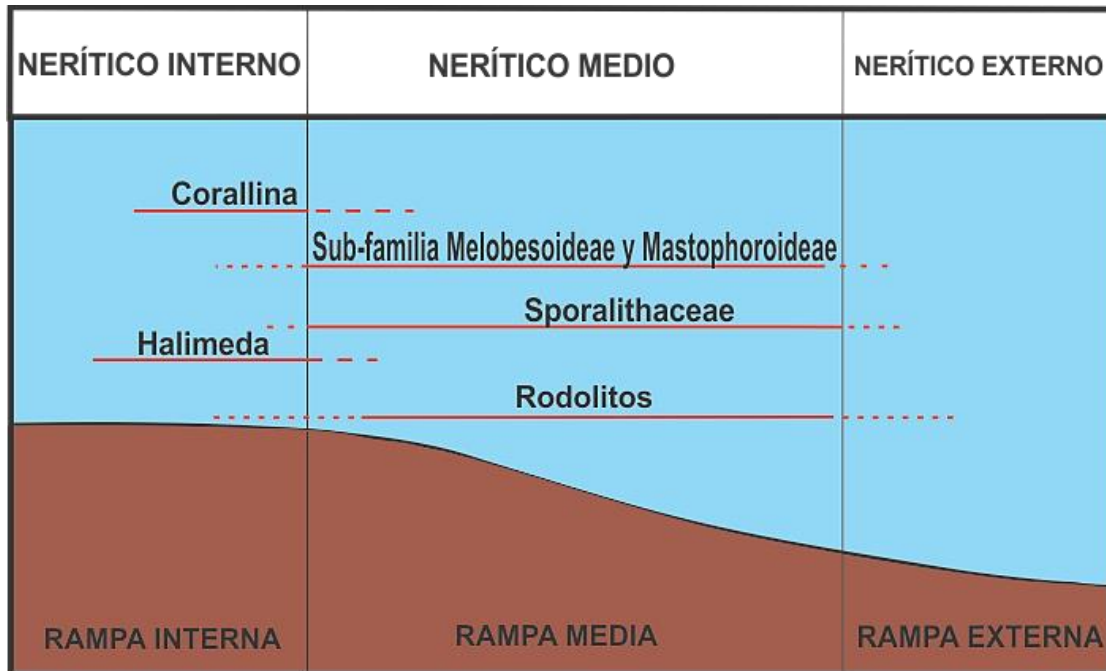 NERÍTICO INTERNO
NERÍTICO MEDIO
NERÍTICO EXTERNO
Corallina
Sub-familia Melobesoideae y Mastophoroideae
Sporalithaceae
Halimeda
Rodolitos
RAMPA INTERNA
RAMPA MEDIA
RAMPA EXTERNA